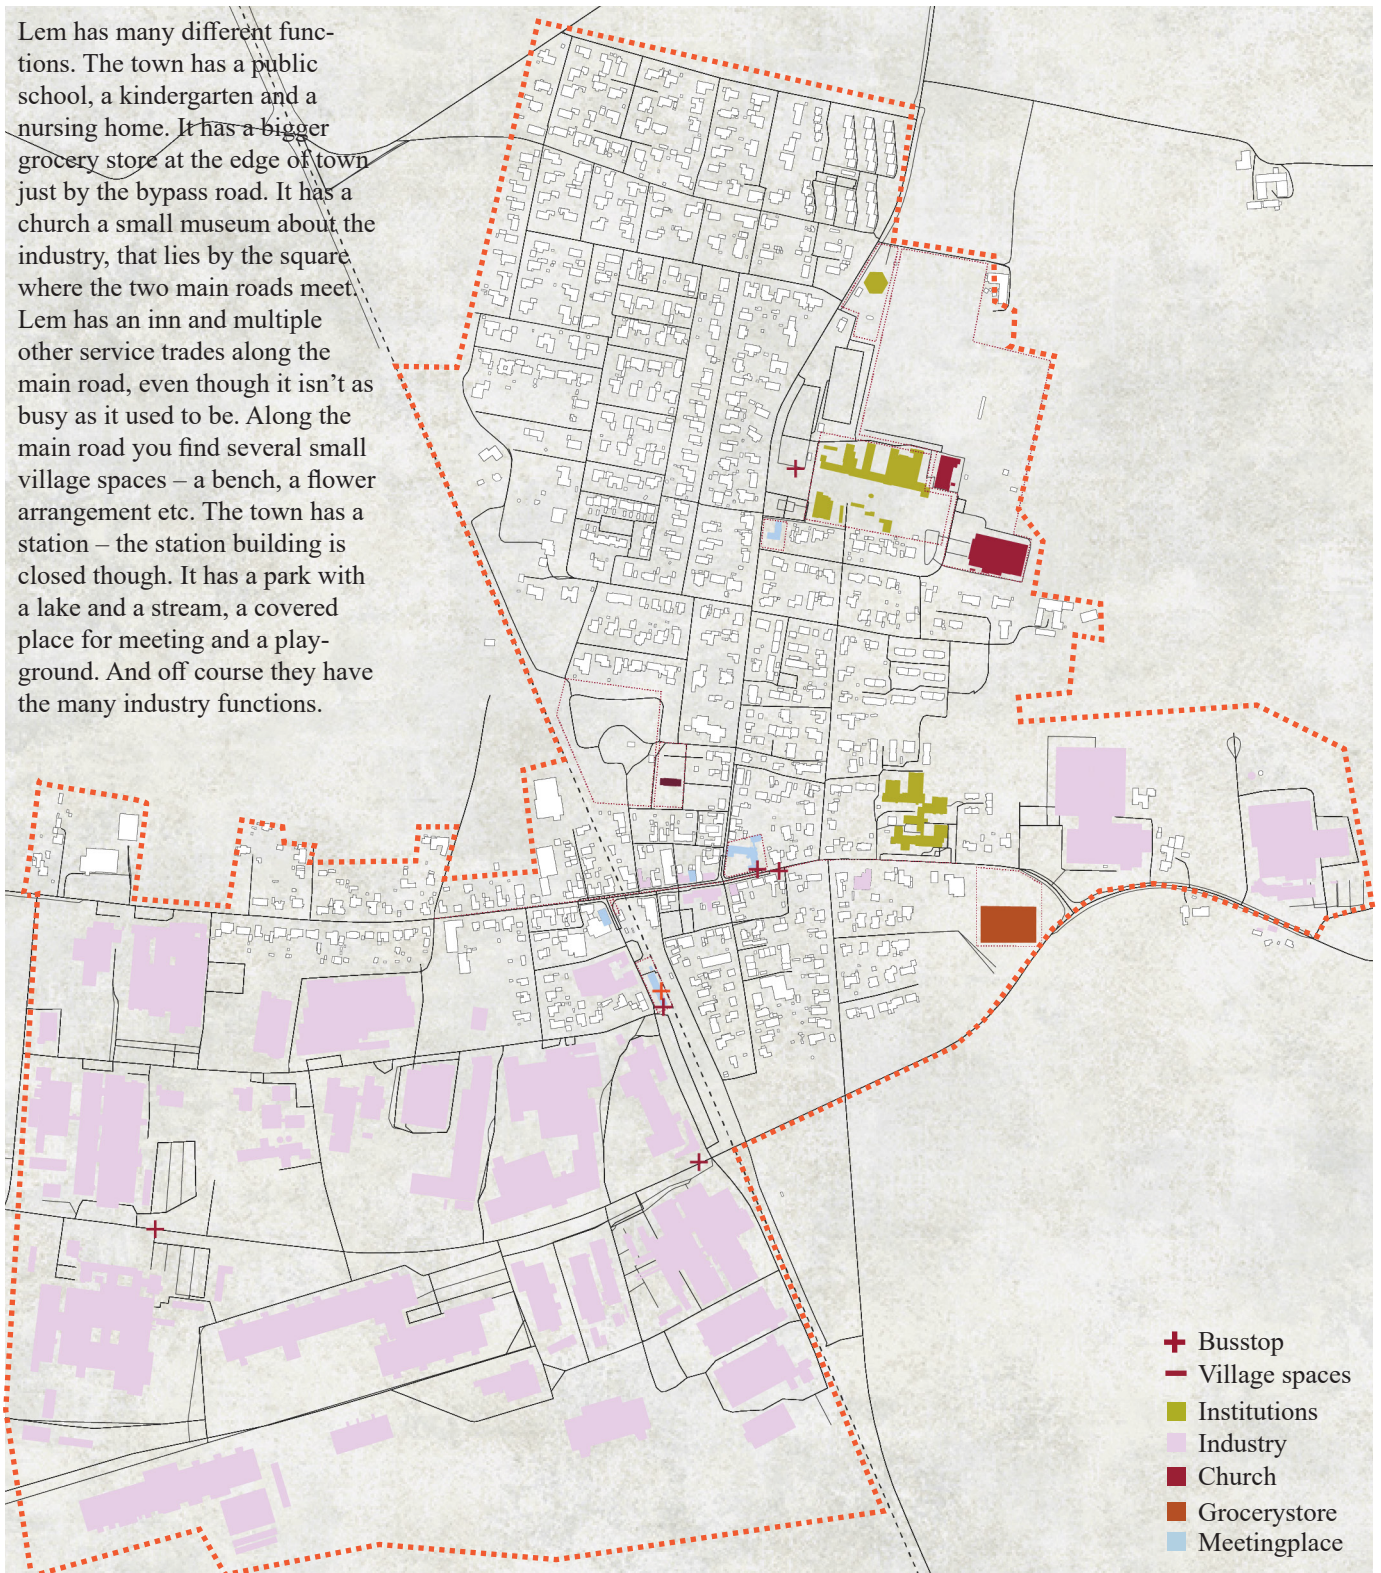 Lem has many different func-
tions. The town has a public
school, a kindergarten and a
nursing home. It has a bigger
grocery store at the edge of town
just by the bypass road. It has a
church a small museum about the
industry, that lies by the square
where the two main roads meet.
Lem has an inn and multiple
other service trades along the
main road, even though it isn't as
busy as it used to be. Along the
main road you find several small
village spaces – a bench, a flower
arrangement etc. The town has a
station – the station building is
closed though. It has a park with
a lake and a stream, a covered
place for meeting and a play-
ground. And off course they have
the many industry functions.
Busstop
Village spaces
Institutions
Industry
Church
Grocerystore
Meetingplace